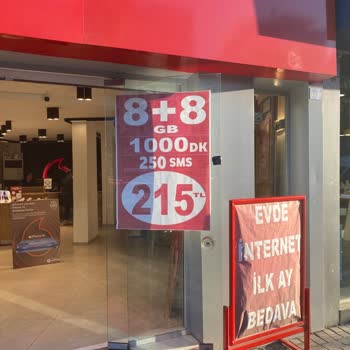 8+8
GB
1000DK
250 SMS
215TL
EVDE
İNTERNET
İLK AY
BEDAVA